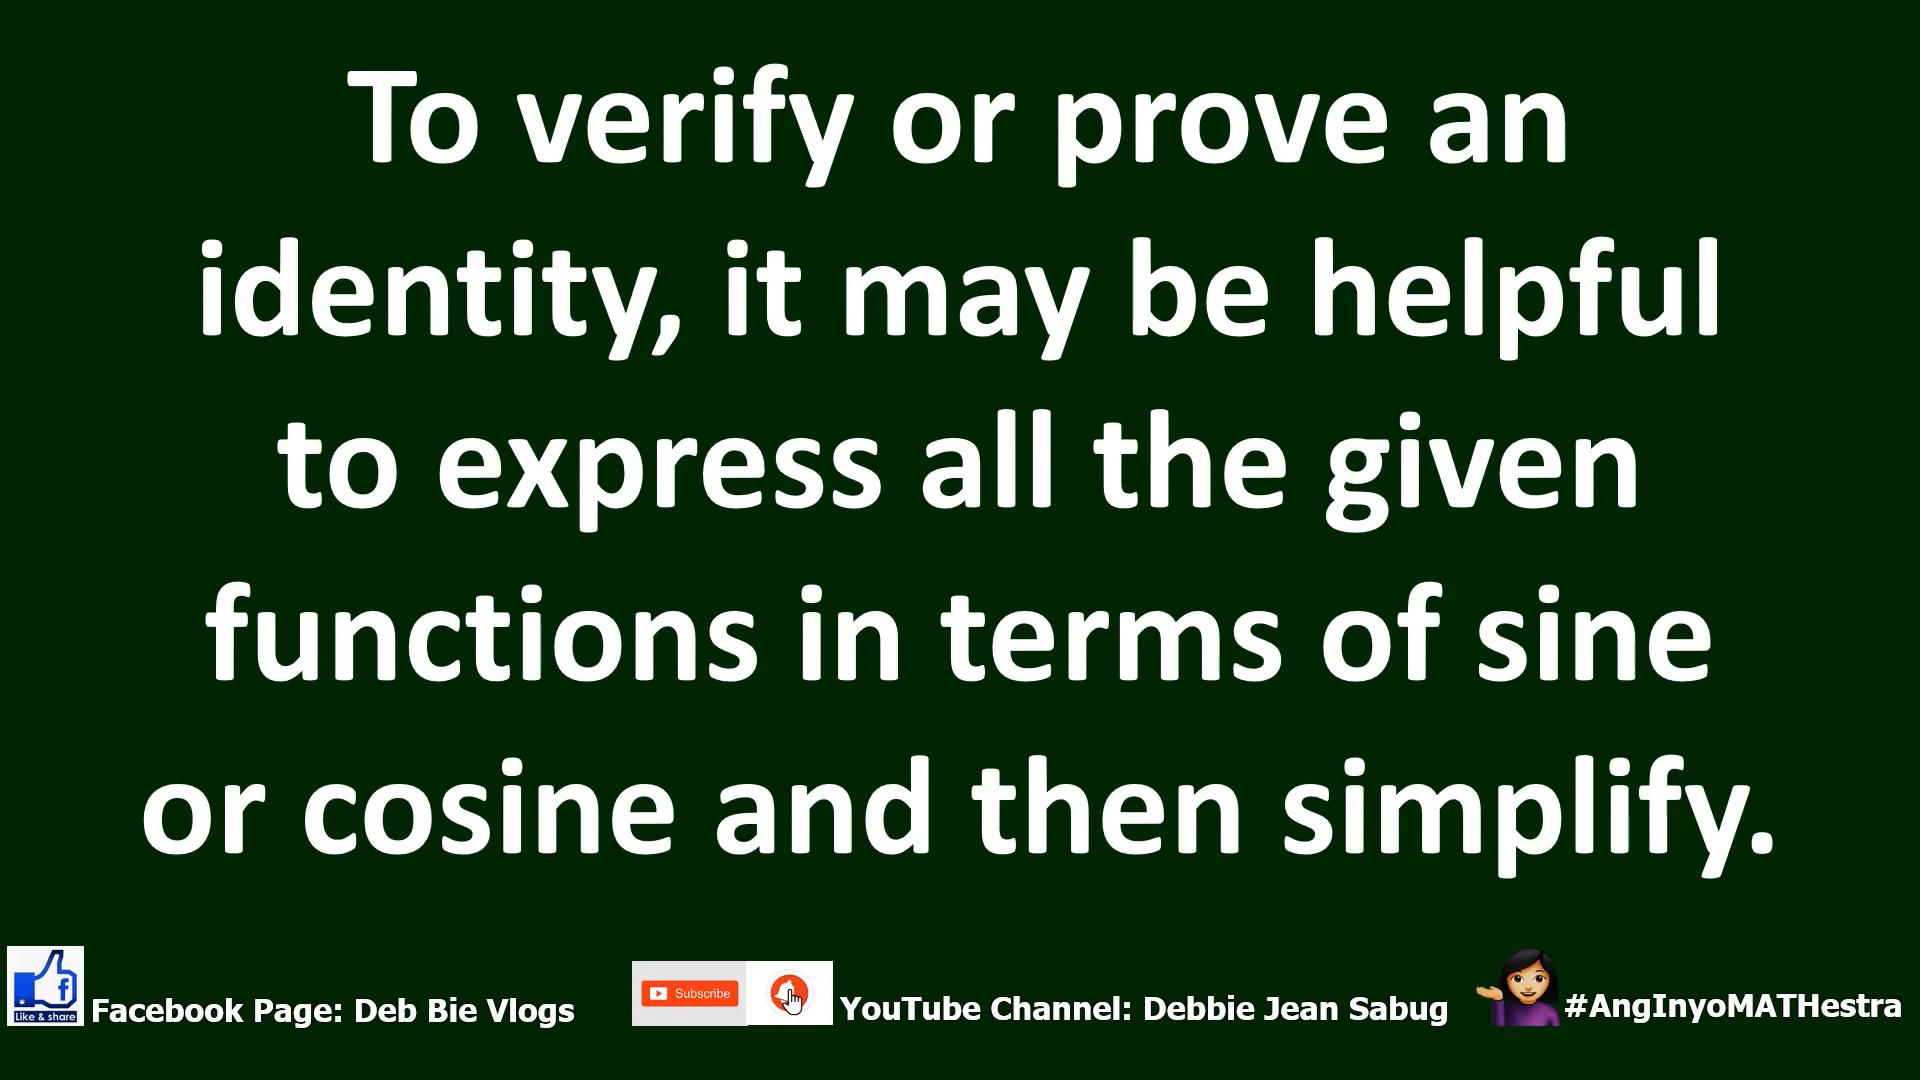 To verify or prove an
identity, it may be helpful
to express all the given
functions in terms of sine
or cosine and then simplify.
Like & share
Facebook Page: Deb Bie Vlogs
Subscribe
YouTube Channel: Debbie Jean Sabug
#AngInyoMATHestra